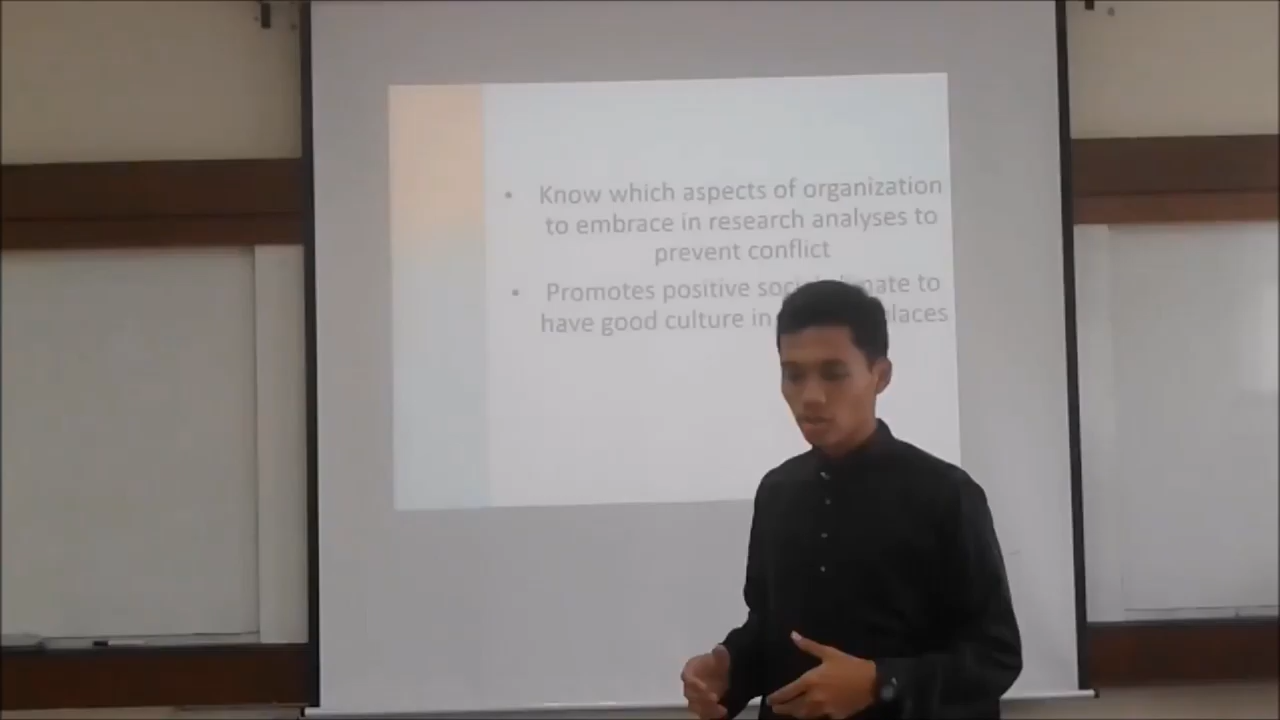 • Know which aspects of organization
to embrace in research analyses to
prevent conflict
• Promotes positive to
have good culture in